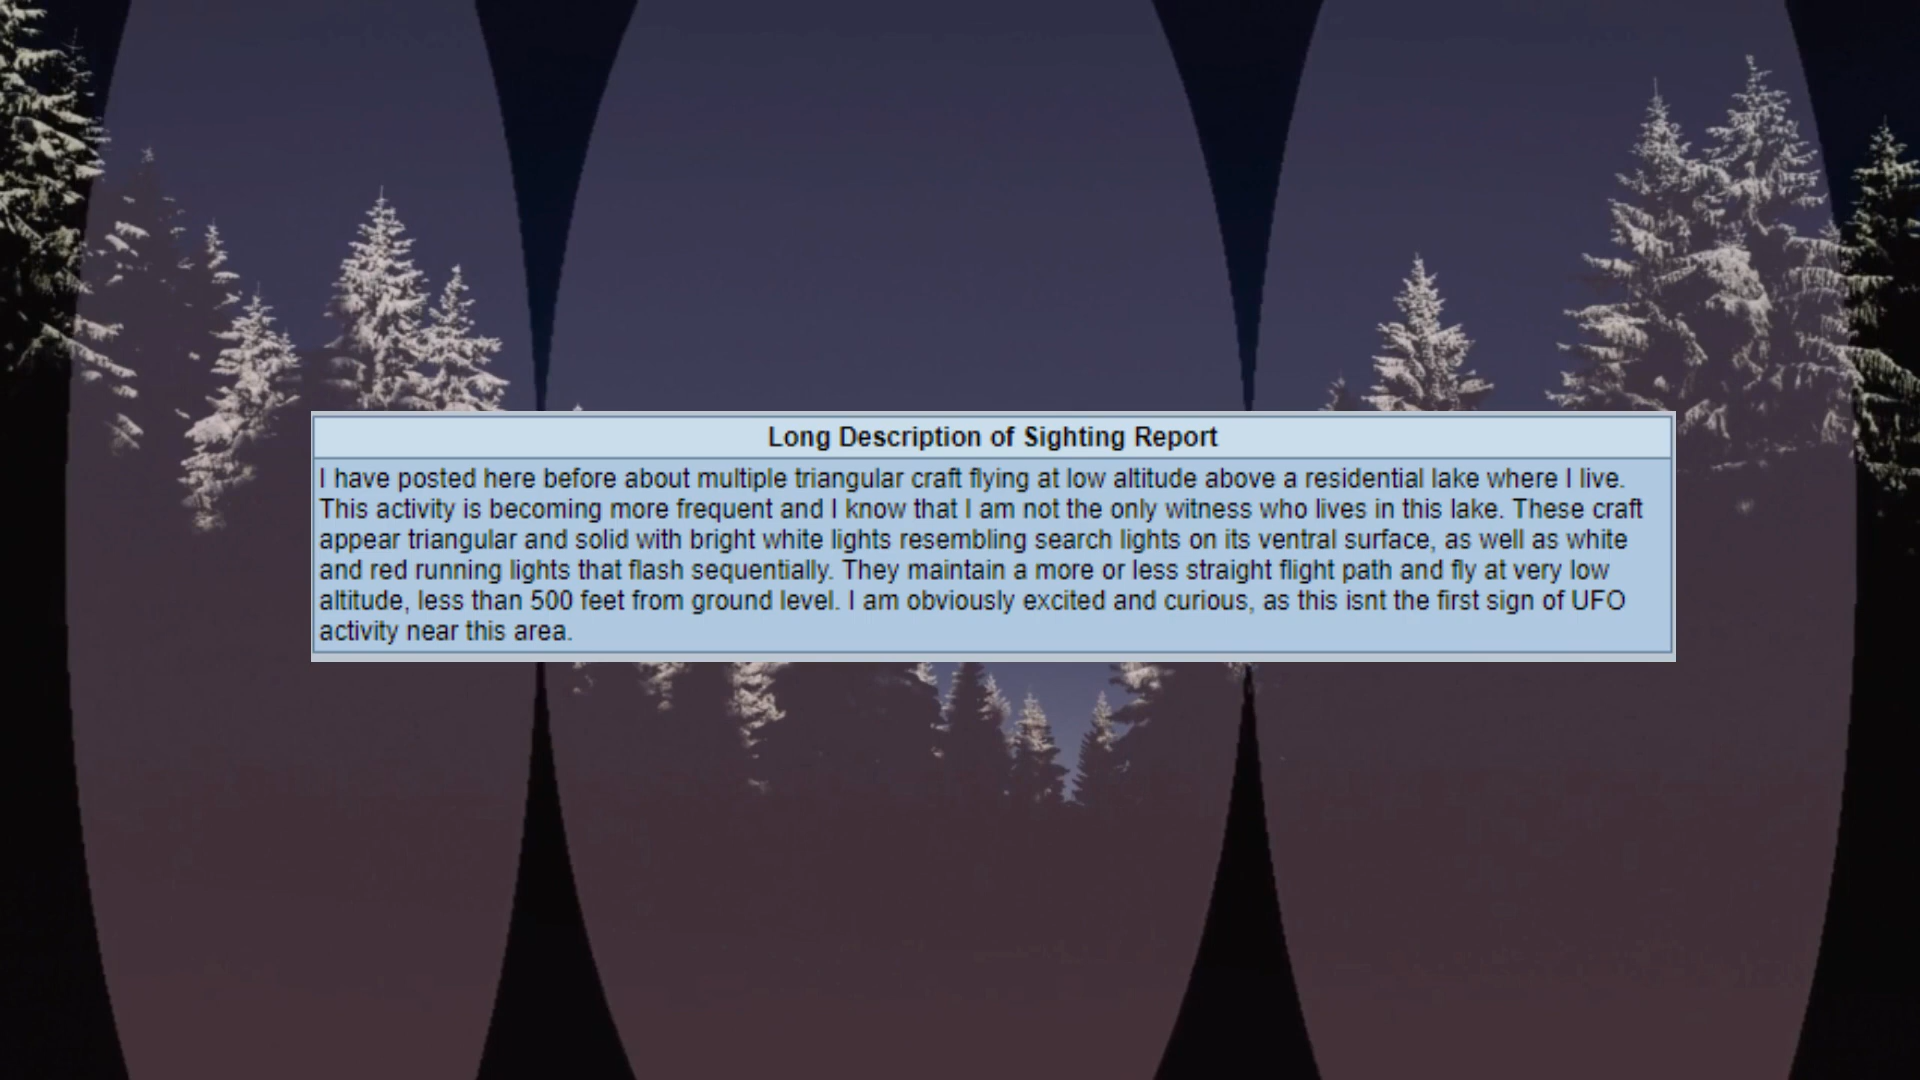 Long Description of Sighting Report
I have posted here before about multiple triangular craft flying at low altitude above a residential lake where I live.
This activity is becoming more frequent and I know that I am not the only witness who lives in this lake. These craft
appear triangular and solid with bright white lights resembling search lights on its ventral surface, as well as white
and red running lights that flash sequentially. They maintain a more or less straight flight path and fly at very low
altitude, less than 500 feet from ground level. I am obviously excited and curious, as this isnt the first sign of UFO
activity near this area.